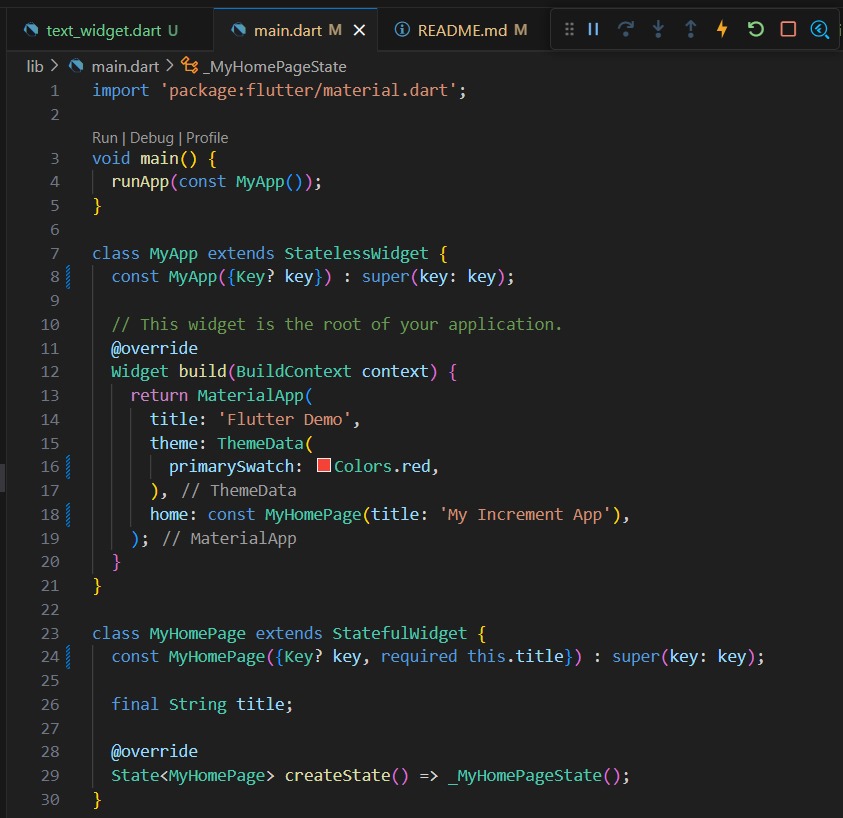 text_widget.dart U
main.dart M
README.md M
lib > main.dart > _MyHomePageState
1 import 'package:flutter/material.dart';
2
Run | Debug | Profile
3 void main() {
4   runApp(const MyApp());
5 }
6
7 class MyApp extends StatelessWidget {
8   const MyApp({Key? key}) : super(key: key);
9
10   // This widget is the root of your application.
11   @override
12   Widget build(BuildContext context) {
13     return MaterialApp(
14       title: 'Flutter Demo',
15       theme: ThemeData(
16         primarySwatch: Colors.red,
17       ), // ThemeData
18       home: const MyHomePage(title: 'My Increment App'),
19     ); // MaterialApp
20   }
21 }
22
23 class MyHomePage extends StatefulWidget {
24   const MyHomePage({Key? key, required this.title}) : super(key: key);
25
26   final String title;
27
28   @override
29   State<MyHomePage> createState() => _MyHomePageState();
30 }